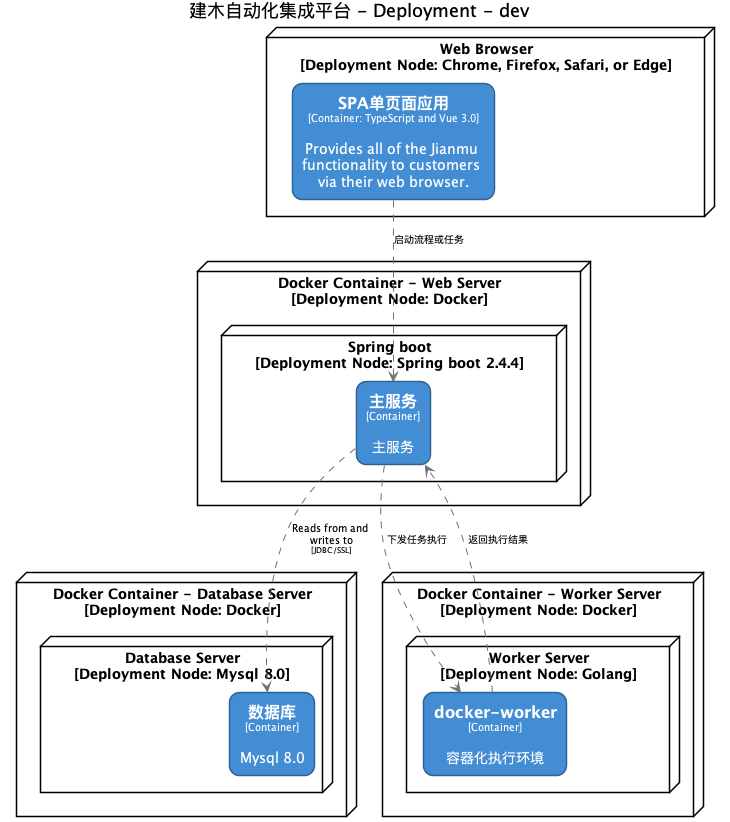 建木自动化集成平台 - Deployment - dev
Web Browser
[Deployment Node: Chrome, Firefox, Safari, or Edge]
SPA单页面应用
[Container: TypeScript and Vue 3.0]
Provides all of the Jianmu
functionality to customers
via their web browser.
启动流程或任务
Docker Container - Web Server
[Deployment Node: Docker]
Spring boot
[Deployment Node: Spring boot 2.4.4]
主服务
[Container]
主服务
Reads from and
writes to
[JDBC/SSL]
下发任务执行
返回执行结果
Docker Container - Database Server
[Deployment Node: Docker]
Database Server
[Deployment Node: Mysql 8.0]
数据库
[Container]
Mysql 8.0
Docker Container - Worker Server
[Deployment Node: Docker]
Worker Server
[Deployment Node: Golang]
docker-worker
[Container]
容器化执行环境